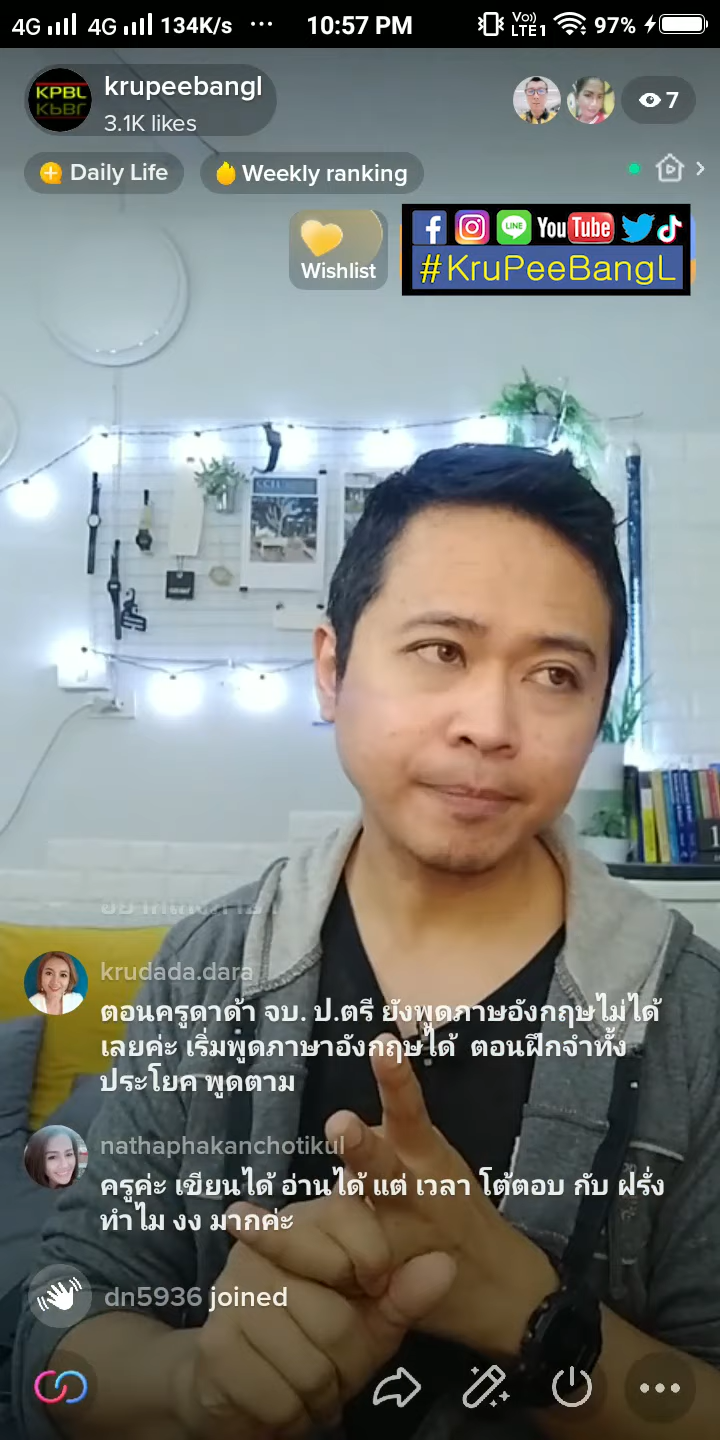 4G 4G 134K/s ... 10:57 PM Vo)) LTE1 97%
KPBL krupeebangl
3.1K likes
7
Daily Life Weekly ranking
Wishlist
LINE YouTube
#KruPeeBangL
krudada.dara
ตอนครูดาด้า จบ. ป.ตรี ยังพูดภาษอังกฤษไม่ได้
เลยค่ะ เริ่มพูดภาษาอังกฤษได้ ตอนฝึกจำทั้ง
ประโยค พูดตาม
nathaphakanchotikul
ครูค่ะ เขียนได้ อ่านได้ แต่ เวลา โต้ตอบ กับ ฝรั่ง
ทำไม งง มากค่ะ
dn5936 joined